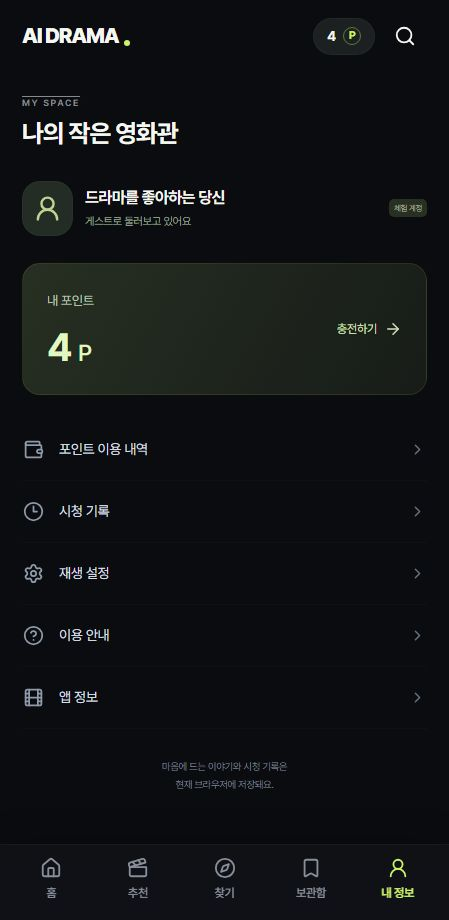 AI DRAMA.
4 P
MY SPACE
나의 작은 영화관
드라마를 좋아하는 당신
게스트로 둘러보고 있어요
체험 계정
내 포인트
4 P
충전하기
포인트 이용 내역
시청 기록
재생 설정
이용 안내
앱 정보
마음에 드는 이야기와 시청 기록은
현재 브라우저에 저장돼요.
홈
추천
찾기
보관함
내 정보